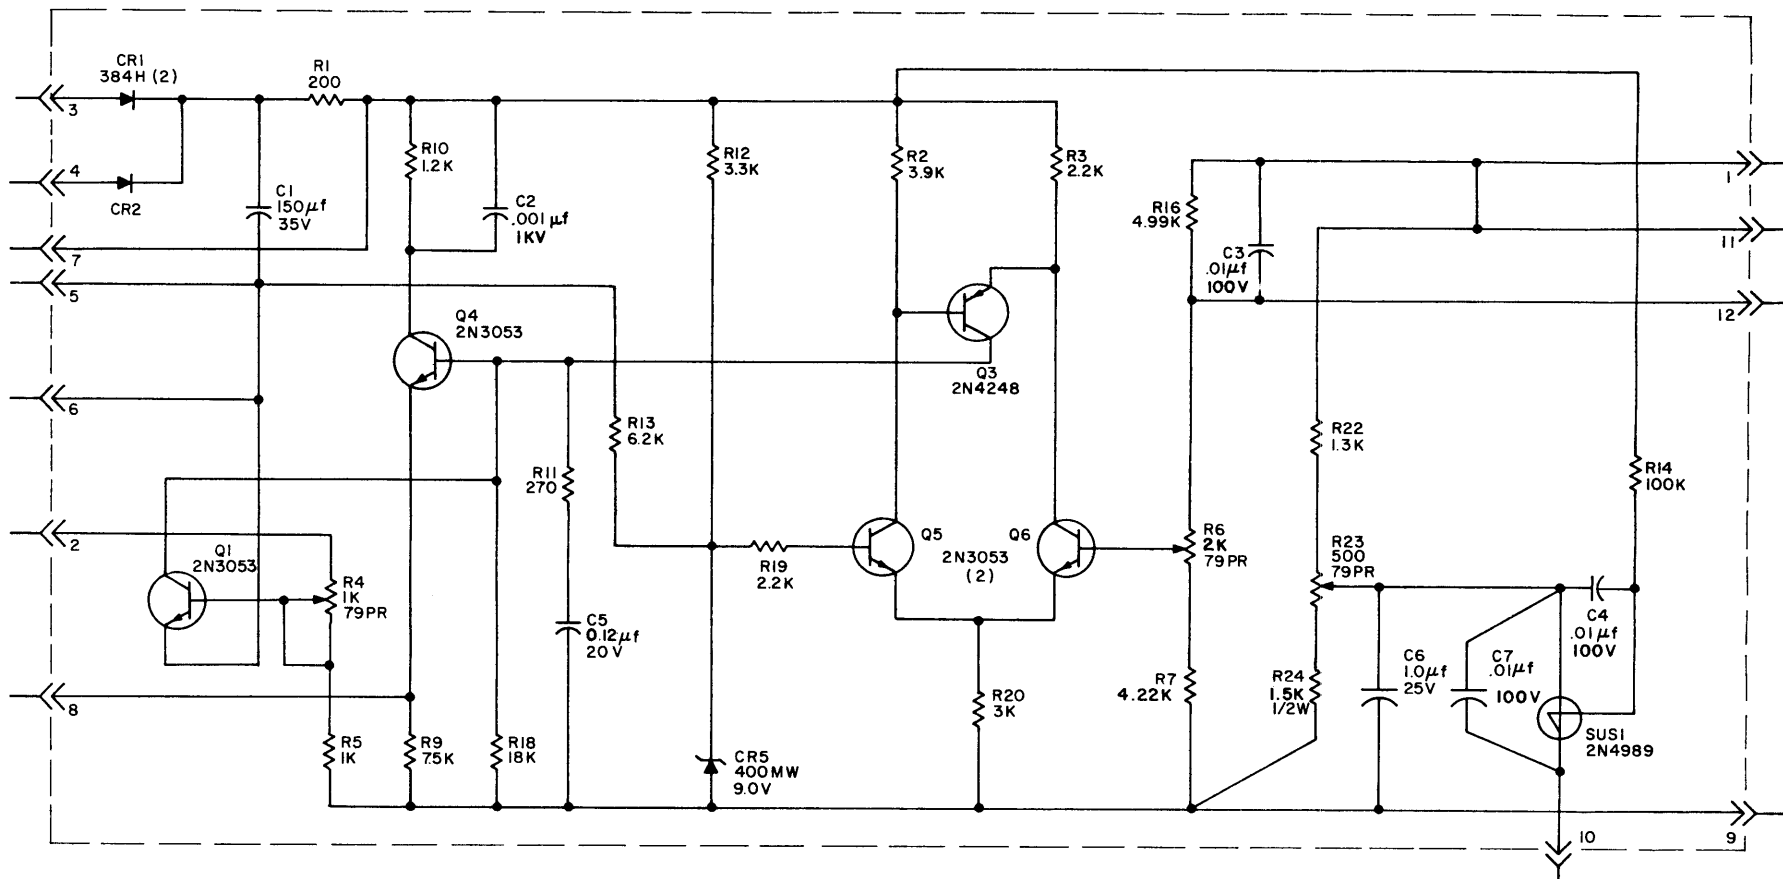 CR1
384H (2)
3
R1
200
4
CR2
C1
150µf
35V
7
5
6
R10
1.2K
C2
.001µf
1KV
R12
3.3K
R2
3.9K
R3
2.2K
R16
4.99K
C3
.01µf
100V
1
11
12
Q4
2N3053
Q3
2N4248
R13
6.2K
R11
270
R22
1.3K
R14
100K
2
Q1
2N3053
R4
1K
79PR
R19
2.2K
Q5
2N3053
(2)
Q6
R6
2K
79PR
R23
500
79PR
C4
.01µf
100V
C5
0.12µf
20V
8
R5
1K
R9
75K
R18
18K
CR5
400MW
9.0V
R20
3K
R7
4.22K
R24
1.5K
1/2W
C6
1.0µf
25V
C7
.01µf
100V
SUS1
2N4989
10
9